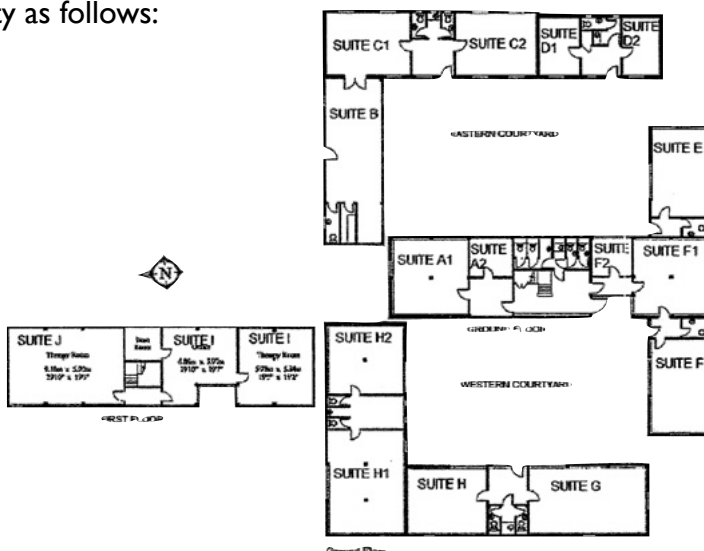 ty as follows:
SUITE C1
SUITE C2
SUITE
D1
SUITE
D2
SUITE B
EASTERN COURTYARD
SUITE E
SUITE A1
SUITE
A2
SUITE
F2
SUITE F1
N
GROUND FLOOR
SUITE J
Therapy Room
SUITE I
SUITE I
Therapy Room
FIRST FLOOR
SUITE H2
WESTERN COURTYARD
SUITE F
SUITE H1
SUITE H
SUITE G